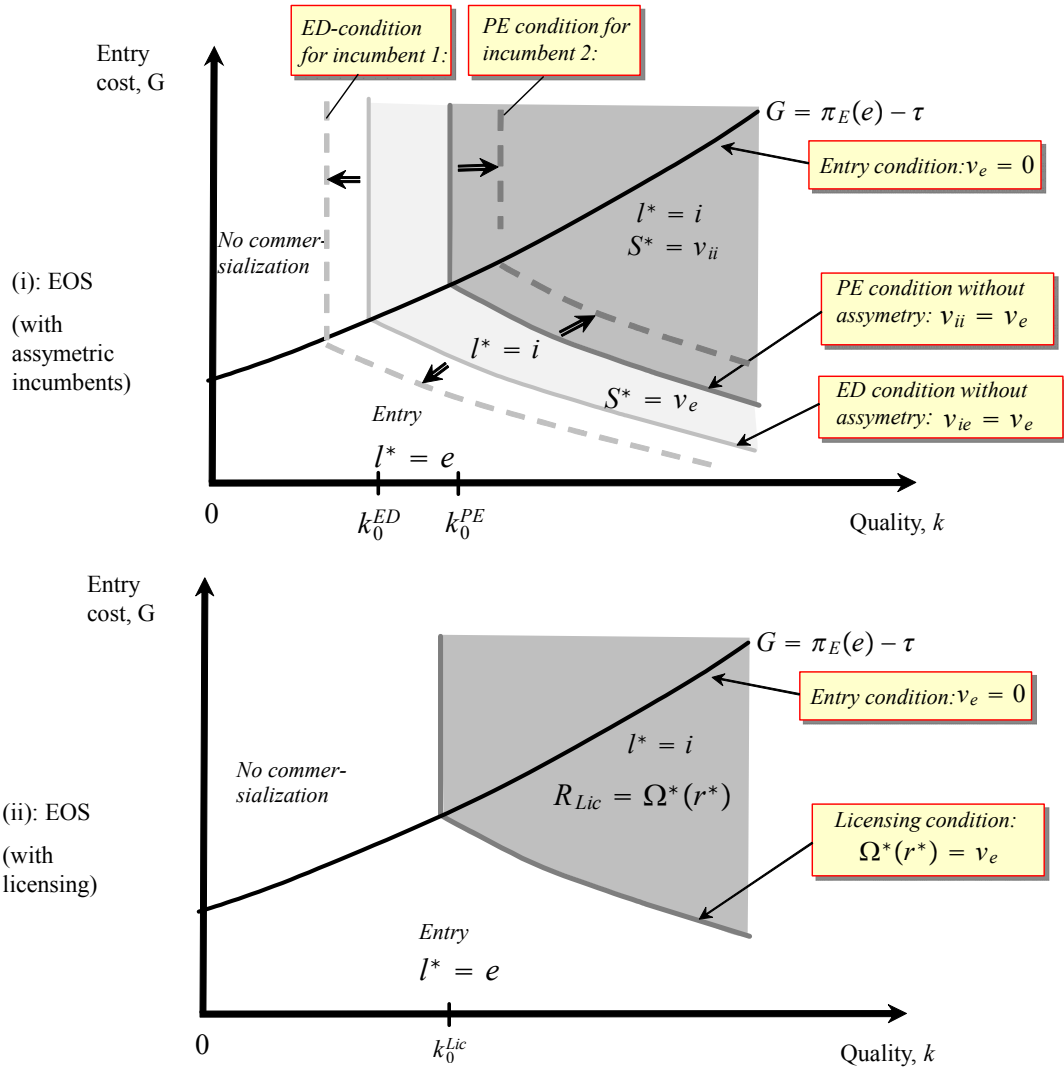 ED-condition
for incumbent 1:
PE condition for
incumbent 2:
Entry
cost, G
G = π_E(e) − τ
Entry condition: v_e = 0
l* = i
S* = v_ii
No commer-
sialization
(i): EOS
(with
assymetric
incumbents)
PE condition without
assymetry: v_ii = v_e
l* = i
S* = v_e
ED condition without
assymetry: v_ie = v_e
Entry
l* = e
0
k_0^ED
k_0^PE
Quality, k
Entry
cost, G
G = π_E(e) − τ
Entry condition: v_e = 0
l* = i
No commer-
sialization
R_Lic = Ω*(r*)
(ii): EOS
(with
licensing)
Licensing condition:
Ω*(r*) = v_e
Entry
l* = e
0
k_0^Lic
Quality, k